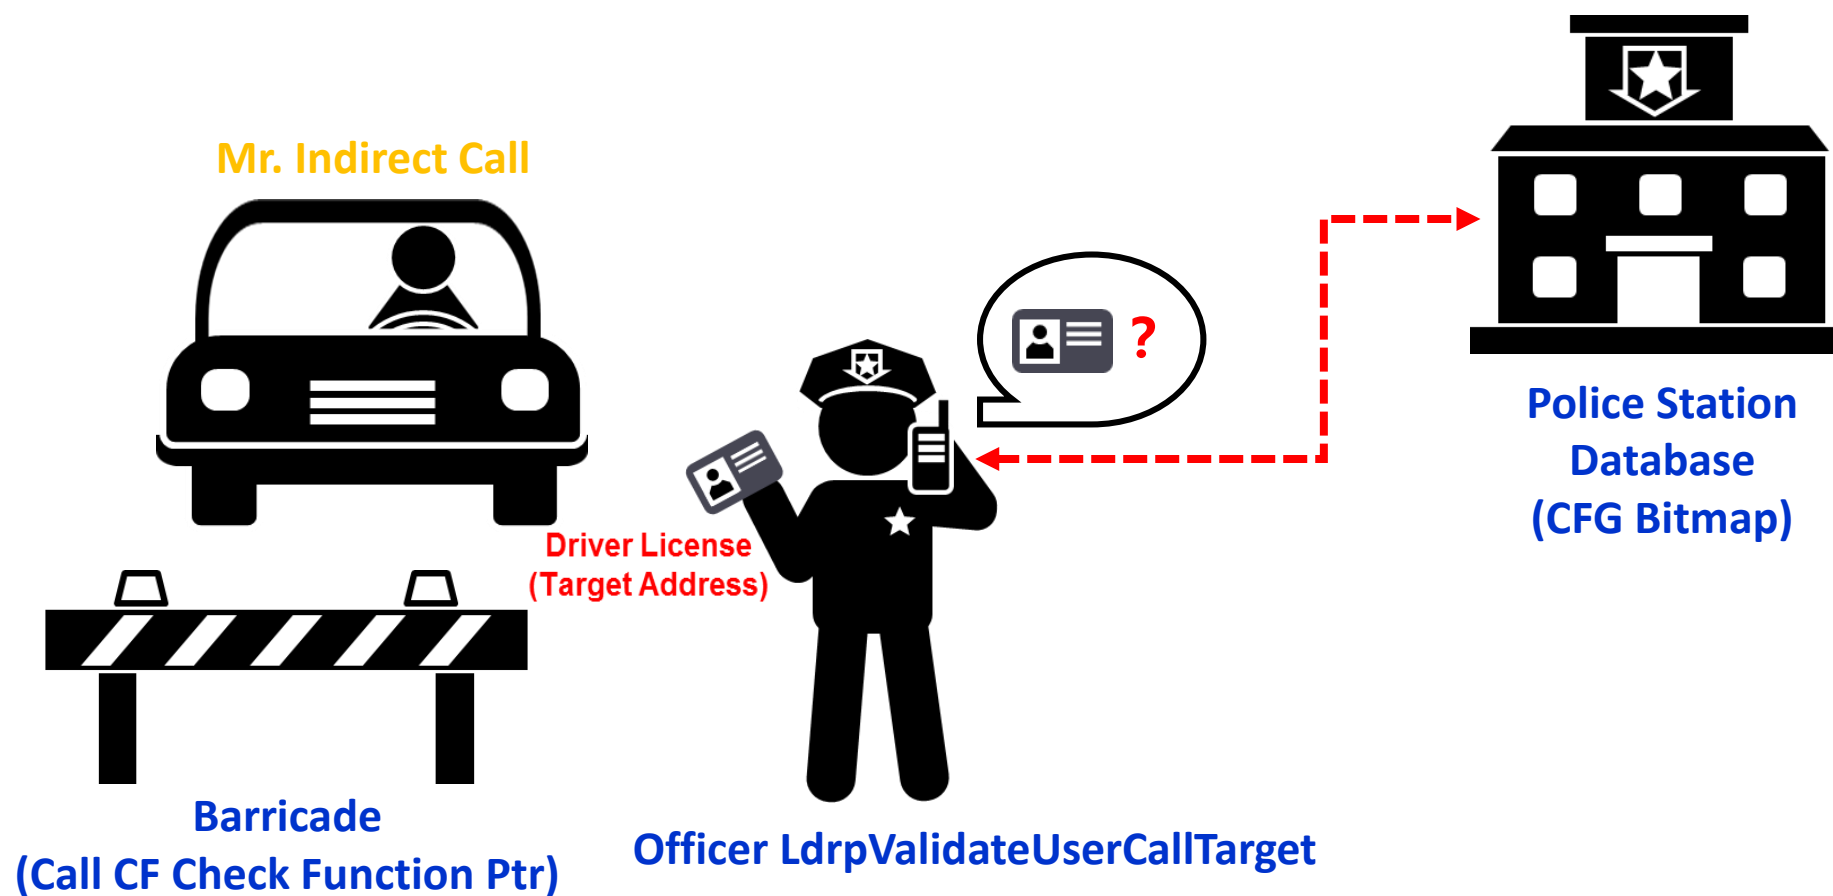 Mr. Indirect Call
?
Police Station
Database
(CFG Bitmap)
Driver License
(Target Address)
Barricade
(Call CF Check Function Ptr)
Officer LdrpValidateUserCallTarget